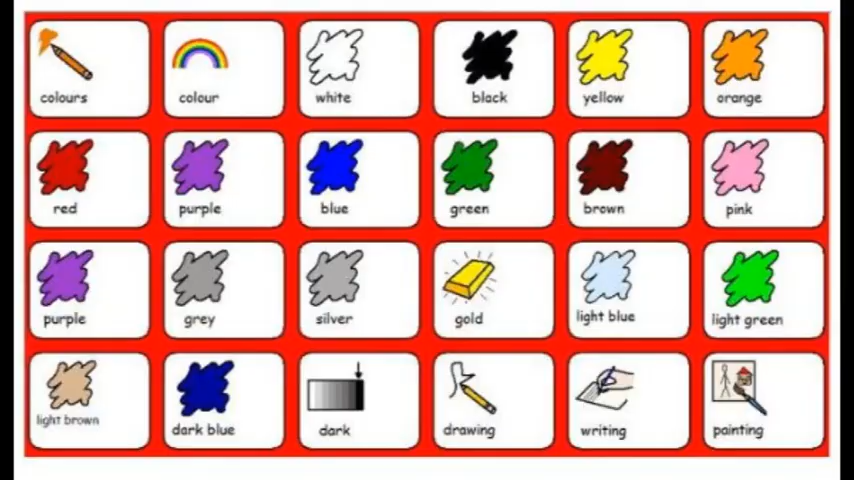 colours
colour
white
black
yellow
orange
red
purple
blue
green
brown
pink
purple
grey
silver
gold
light blue
light green
light brown
dark blue
dark
drawing
writing
painting